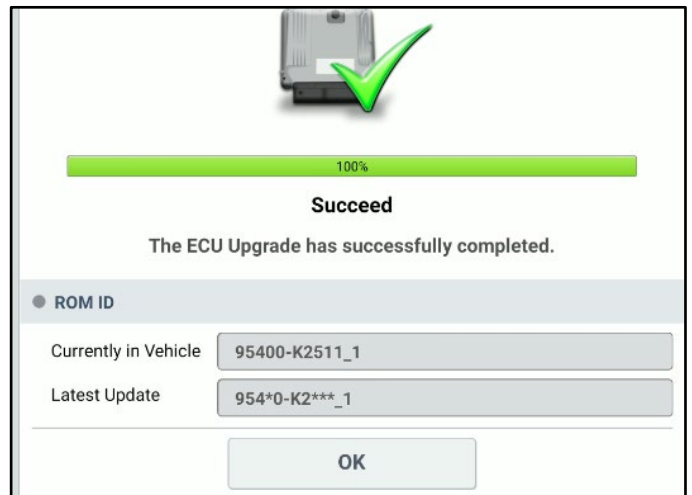 100%
Succeed
The ECU Upgrade has successfully completed.
ROM ID
Currently in Vehicle 95400-K2511_1
Latest Update 954*0-K2***_1
OK